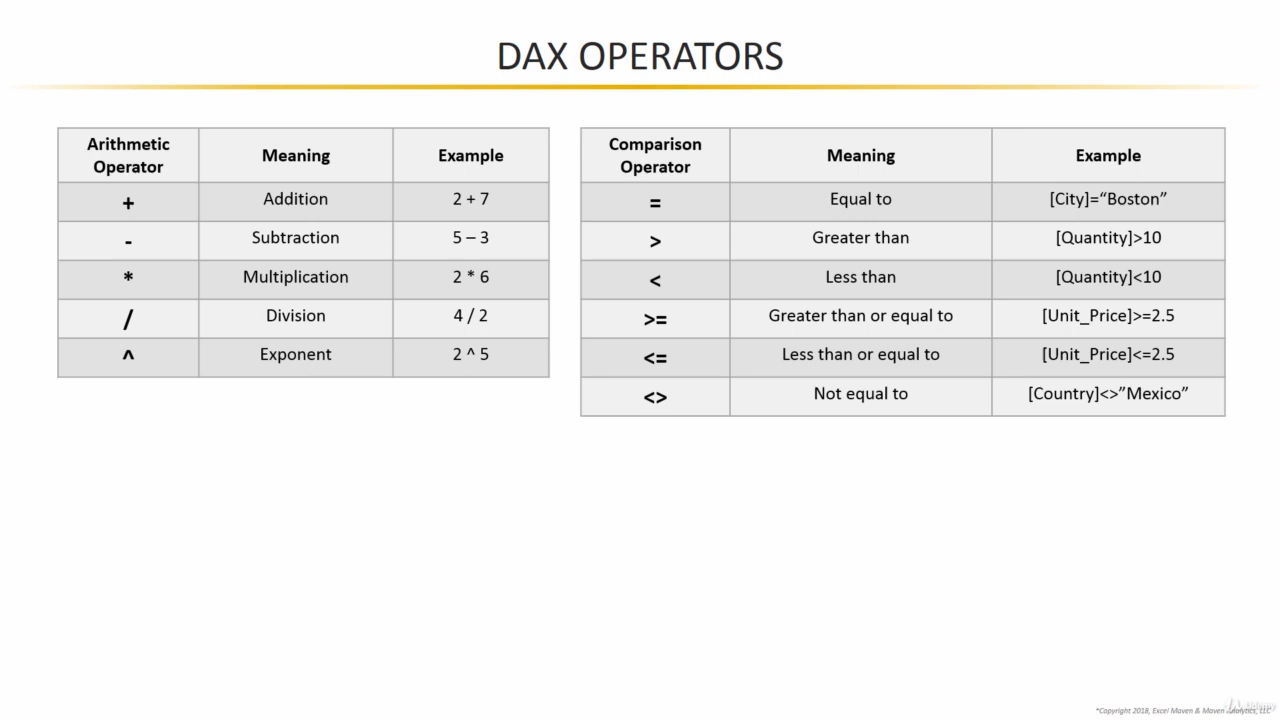 DAX OPERATORS
Arithmetic Operator Meaning Example
+ Addition 2 + 7
- Subtraction 5 – 3
* Multiplication 2 * 6
/ Division 4 / 2
^ Exponent 2 ^ 5
Comparison Operator Meaning Example
= Equal to [City]=“Boston”
> Greater than [Quantity]>10
< Less than [Quantity]<10
>= Greater than or equal to [Unit_Price]>=2.5
<= Less than or equal to [Unit_Price]<=2.5
<> Not equal to [Country]<>”Mexico”
*Copyright 2018, Excel Maven & Maven Analytics, LLC
Udemy